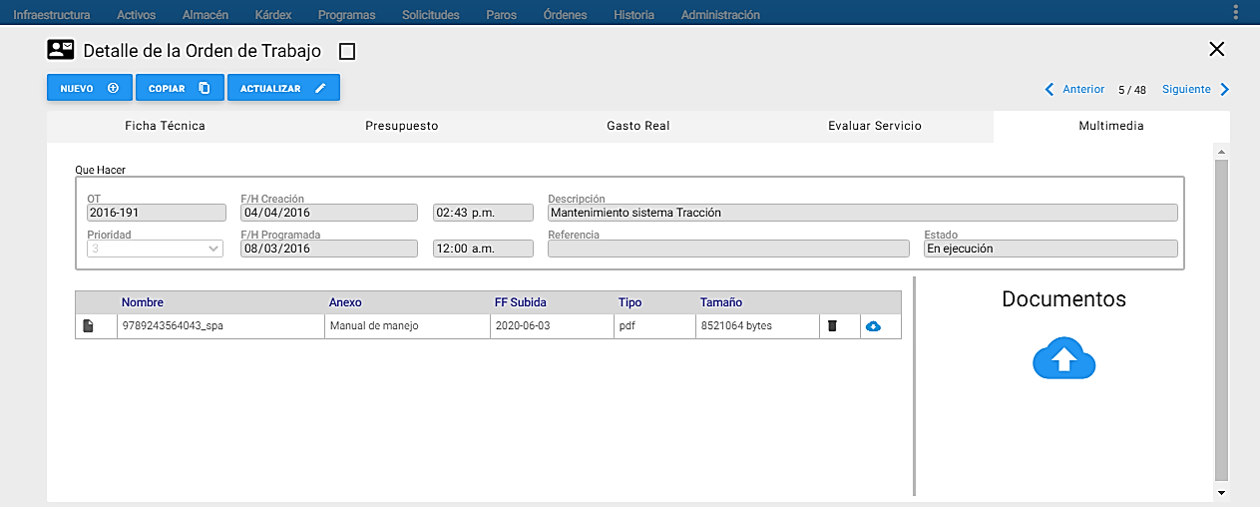 Infraestructura Activos Almacén Kárdex Programas Solicitudes Paros Órdenes Historia Administración
Detalle de la Orden de Trabajo
NUEVO COPIAR ACTUALIZAR
Anterior 5 / 48 Siguiente
Ficha Técnica Presupuesto Gasto Real Evaluar Servicio Multimedia
Que Hacer
OT F/H Creación Descripción
2016-191 04/04/2016 02:43 p.m. Mantenimiento sistema Tracción
Prioridad F/H Programada Referencia Estado
3 08/03/2016 12:00 a.m. En ejecución
Nombre Anexo FF Subida Tipo Tamaño
9789243564043_spa Manual de manejo 2020-06-03 pdf 8521064 bytes
Documentos